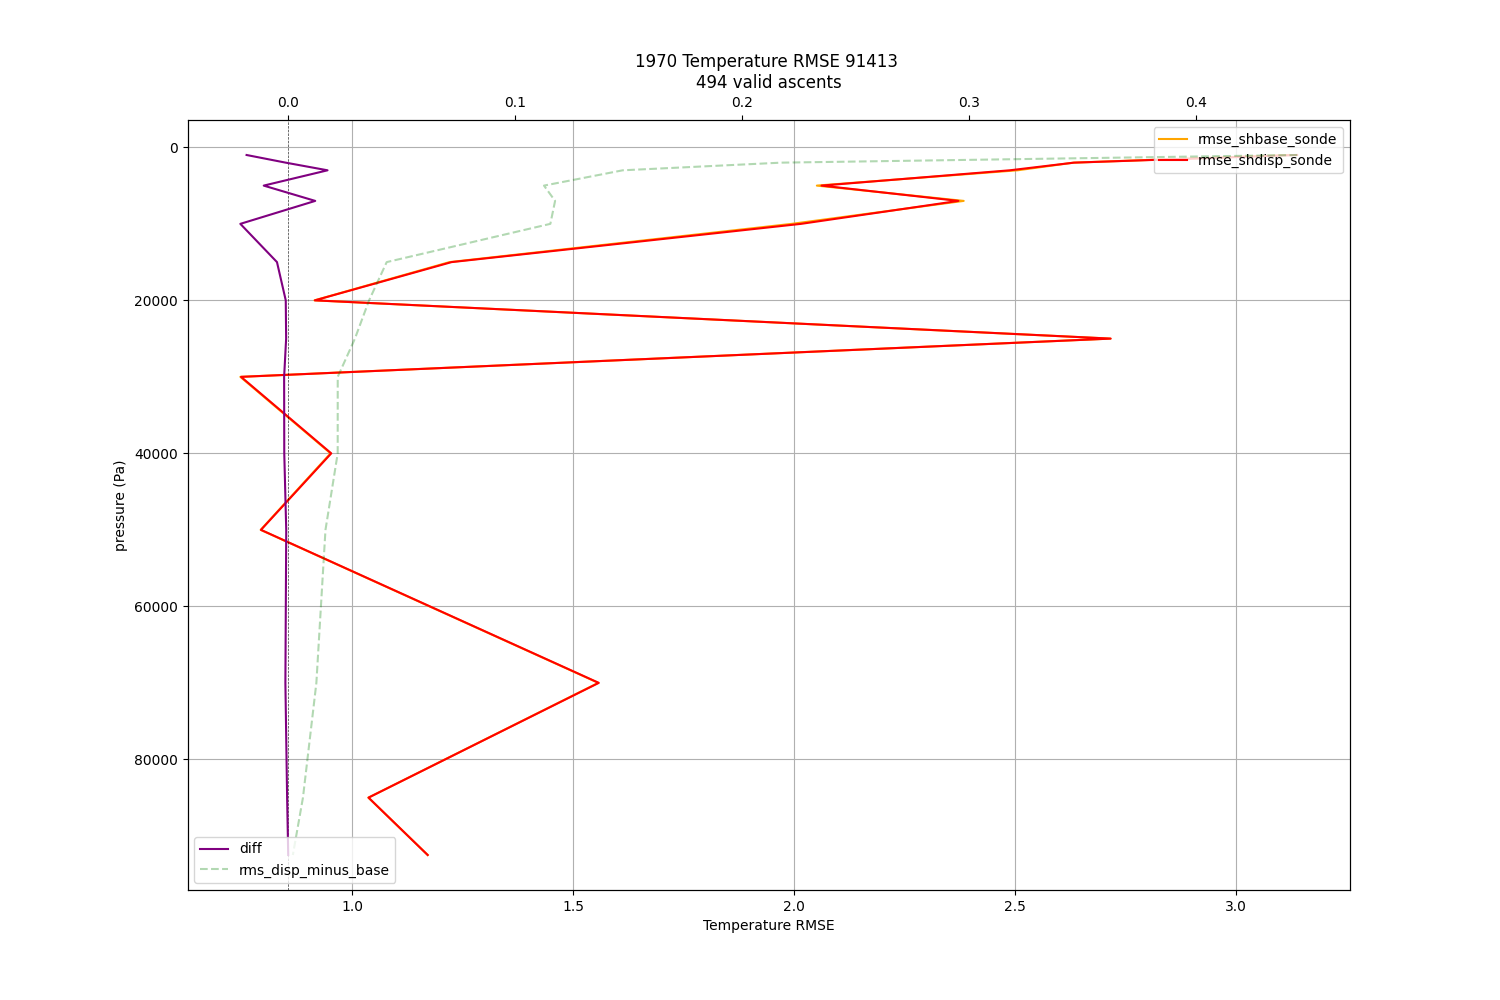 1970 Temperature RMSE 91413
494 valid ascents
0.0 0.1 0.2 0.3 0.4
rmse_shbase_sonde
rmse_shdisp_sonde
0
20000
40000
60000
80000
pressure (Pa)
diff
rms_disp_minus_base
1.0 1.5 2.0 2.5 3.0
Temperature RMSE